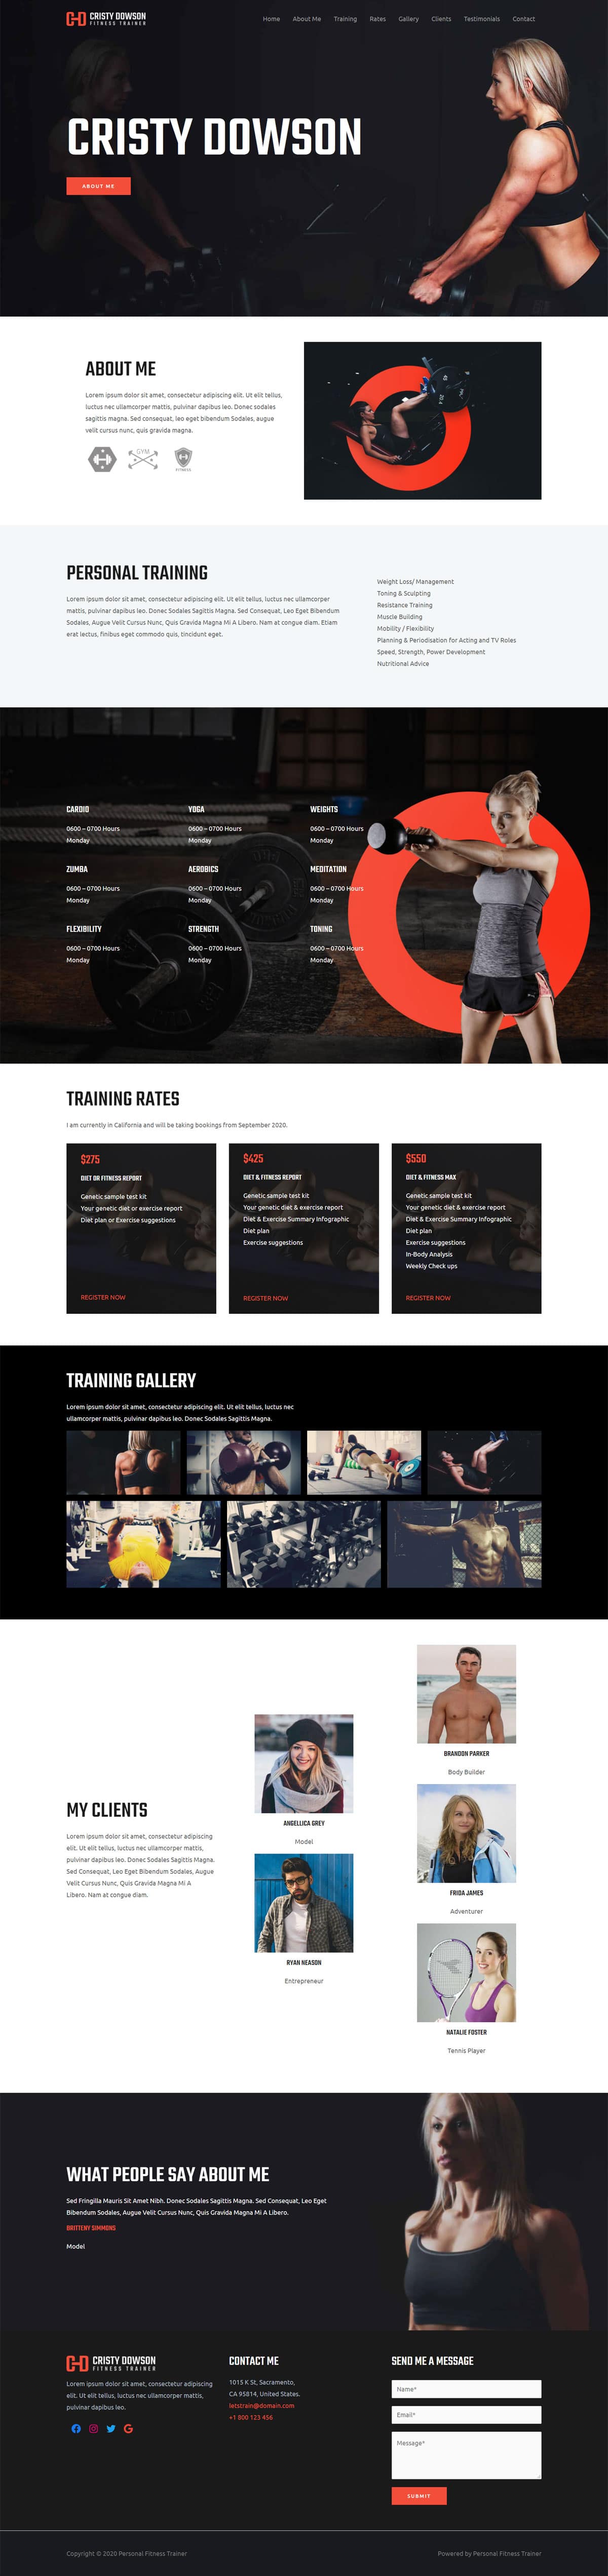 CRISTY DOWSON
FITNESS TRAINER
Home About Me Training Rates Gallery Clients Testimonials Contact
CRISTY DOWSON
ABOUT ME
ABOUT ME
Lorem ipsum dolor sit amet, consectetur adipiscing elit. Ut elit tellus,
luctus nec ullamcorper mattis, pulvinar dapibus leo. Donec sodales
sagittis magna. Sed consequat, leo eget bibendum Sodales, augue
velit cursus nunc, quis gravida magna.
GYM
FITNESS
PERSONAL TRAINING
Lorem ipsum dolor sit amet, consectetur adipiscing elit. Ut elit tellus, luctus nec ullamcorper
mattis, pulvinar dapibus leo. Donec Sodales Sagittis Magna. Sed Consequat, Leo Eget Bibendum
Sodales, Augue Velit Cursus Nunc, Quis Gravida Magna Mi A Libero. Nam at congue diam. Etiam
erat lectus, finibus eget commodo quis, tincidunt eget.
Weight Loss/ Management
Toning & Sculpting
Resistance Training
Muscle Building
Mobility / Flexibility
Planning & Periodisation for Acting and TV Roles
Speed, Strength, Power Development
Nutritional Advice
CARDIO
0600 – 0700 Hours
Monday
YOGA
0600 – 0700 Hours
Monday
WEIGHTS
0600 – 0700 Hours
Monday
ZUMBA
0600 – 0700 Hours
Monday
AEROBICS
0600 – 0700 Hours
Monday
MEDITATION
0600 – 0700 Hours
Monday
FLEXIBILITY
0600 – 0700 Hours
Monday
STRENGTH
0600 – 0700 Hours
Monday
TONING
0600 – 0700 Hours
Monday
TRAINING RATES
I am currently in California and will be taking bookings from September 2020.
$275
DIET OR FITNESS REPORT
Genetic sample test kit
Your genetic diet or exercise report
Diet plan or Exercise suggestions
REGISTER NOW
$425
DIET & FITNESS REPORT
Genetic sample test kit
Your genetic diet & exercise report
Diet & Exercise Summary Infographic
Diet plan
Exercise suggestions
REGISTER NOW
$550
DIET & FITNESS MAX
Genetic sample test kit
Your genetic diet & exercise report
Diet & Exercise Summary Infographic
Diet plan
Exercise suggestions
In-Body Analysis
Weekly Check ups
REGISTER NOW
TRAINING GALLERY
Lorem ipsum dolor sit amet, consectetur adipiscing elit. Ut elit tellus, luctus nec
ullamcorper mattis, pulvinar dapibus leo. Donec Sodales Sagittis Magna.
MY CLIENTS
Lorem ipsum dolor sit amet, consectetur adipiscing
elit. Ut elit tellus, luctus nec ullamcorper mattis,
pulvinar dapibus leo. Donec Sodales Sagittis Magna.
Sed Consequat, Leo Eget Bibendum Sodales, Augue
Velit Cursus Nunc, Quis Gravida Magna Mi A
Libero. Nam at congue diam.
ANGELLICA GREY
Model
RYAN NEASON
Entrepreneur
BRANDON PARKER
Body Builder
FRIDA JAMES
Adventurer
NATALIE FOSTER
Tennis Player
WHAT PEOPLE SAY ABOUT ME
Sed Fringilla Mauris Sit Amet Nibh. Donec Sodales Sagittis Magna. Sed Consequat, Leo Eget
Bibendum Sodales, Augue Velit Cursus Nunc, Quis Gravida Magna Mi A Libero.
BRITTENY SIMMONS
Model
CRISTY DOWSON
FITNESS TRAINER
Lorem ipsum dolor sit amet, consectetur adipiscing
elit. Ut elit tellus, luctus nec ullamcorper mattis,
pulvinar dapibus leo.
CONTACT ME
1015 K St, Sacramento,
CA 95814, United States.
letstrain@domain.com
+1 800 123 456
SEND ME A MESSAGE
Name*
Email*
Message*
SUBMIT
Copyright © 2020 Personal Fitness Trainer
Powered by Personal Fitness Trainer